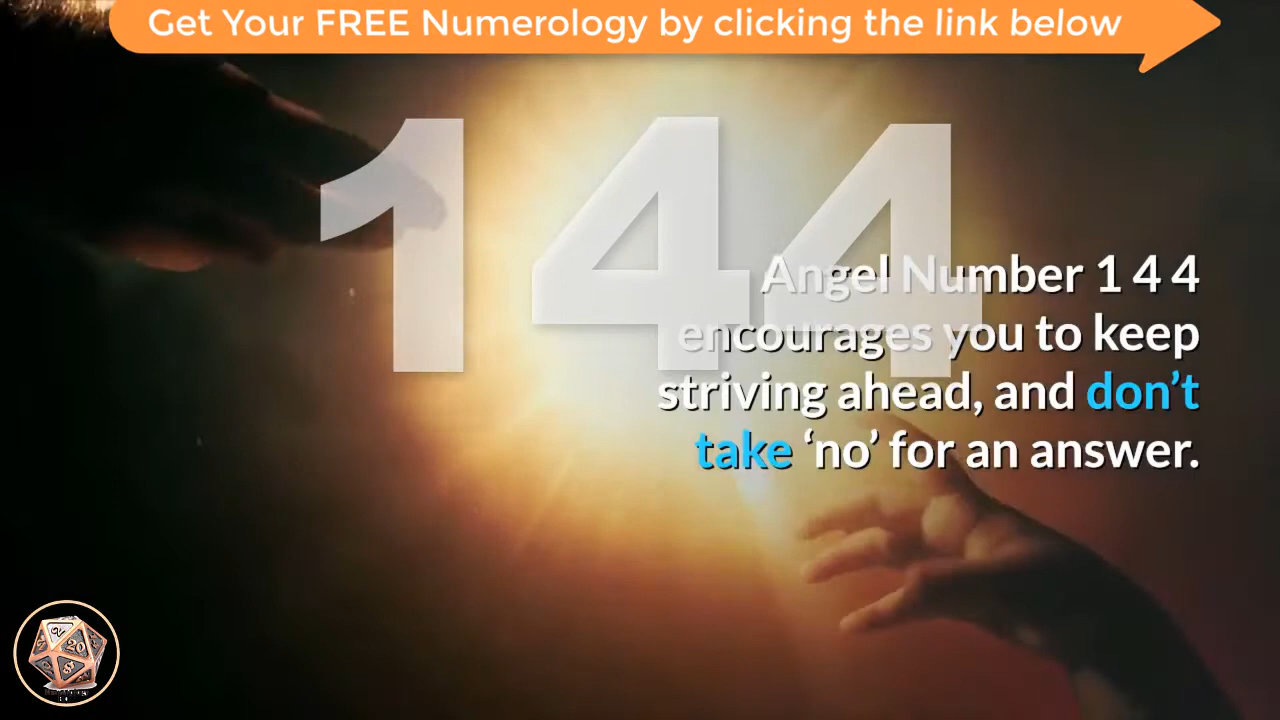 Get Your FREE Numerology by clicking the link below
144
Angel Number 1 4 4
encourages you to keep
striving ahead, and don’t
take ‘no’ for an answer.
20